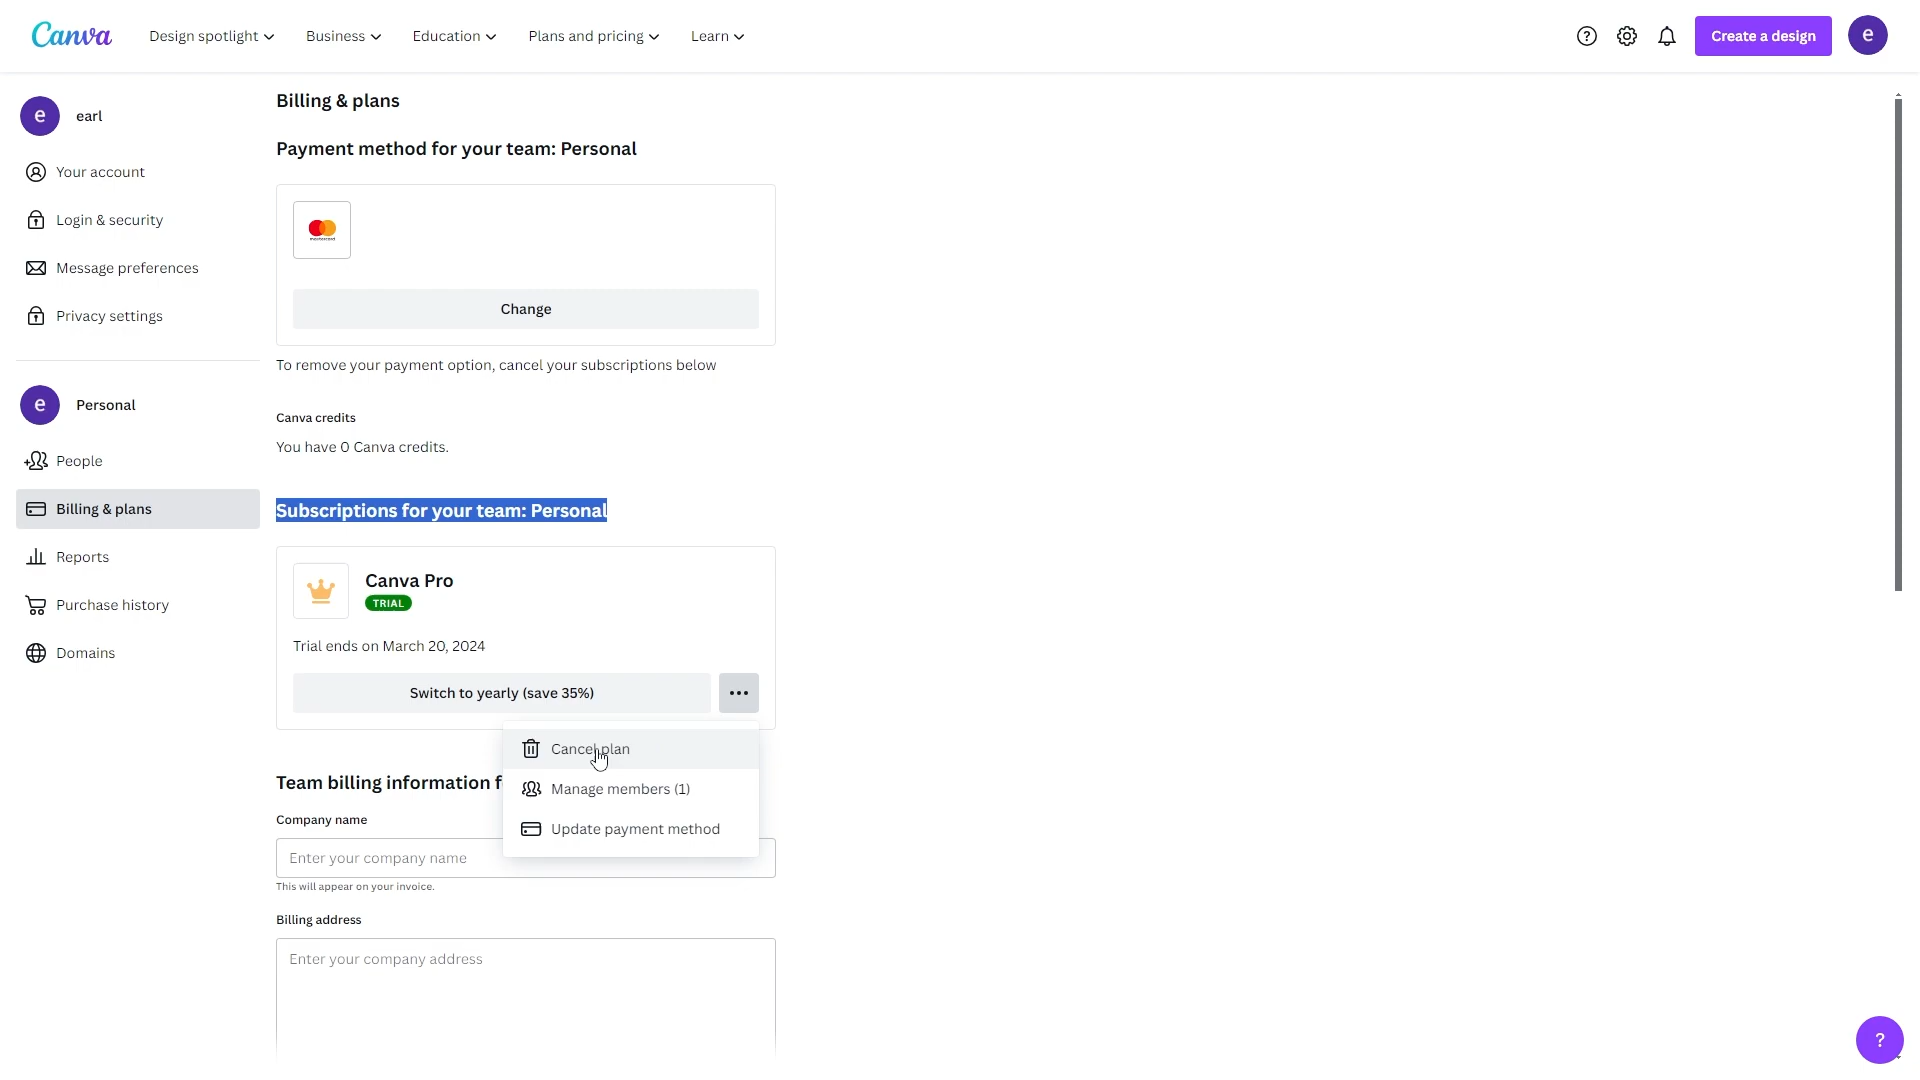 Canva
Design spotlight
Business
Education
Plans and pricing
Learn
?
Create a design
e
e
earl
Your account
Login & security
Message preferences
Privacy settings
e
Personal
People
Billing & plans
Reports
Purchase history
Domains
Billing & plans
Payment method for your team: Personal
mastercard
Change
To remove your payment option, cancel your subscriptions below
Canva credits
You have 0 Canva credits.
Subscriptions for your team: Personal
Canva Pro
TRIAL
Trial ends on March 20, 2024
Switch to yearly (save 35%)
Cancel plan
Manage members (1)
Update payment method
Team billing information f
Company name
Enter your company name
This will appear on your invoice.
Billing address
Enter your company address
?